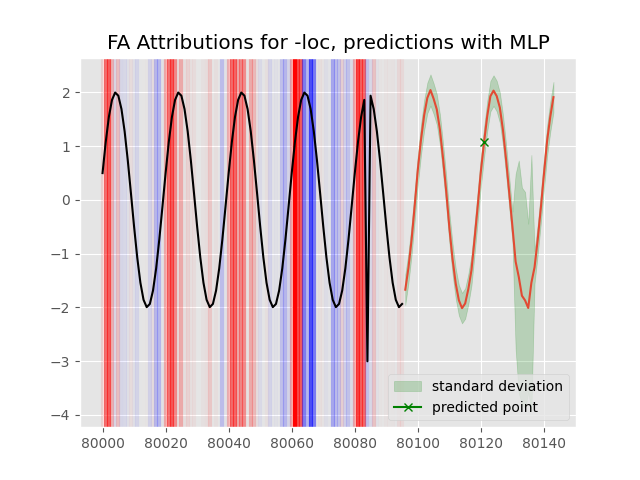 FA Attributions for -loc, predictions with MLP
2
1
0
−1
−2
−3
−4
standard deviation
predicted point
80000 80020 80040 80060 80080 80100 80120 80140